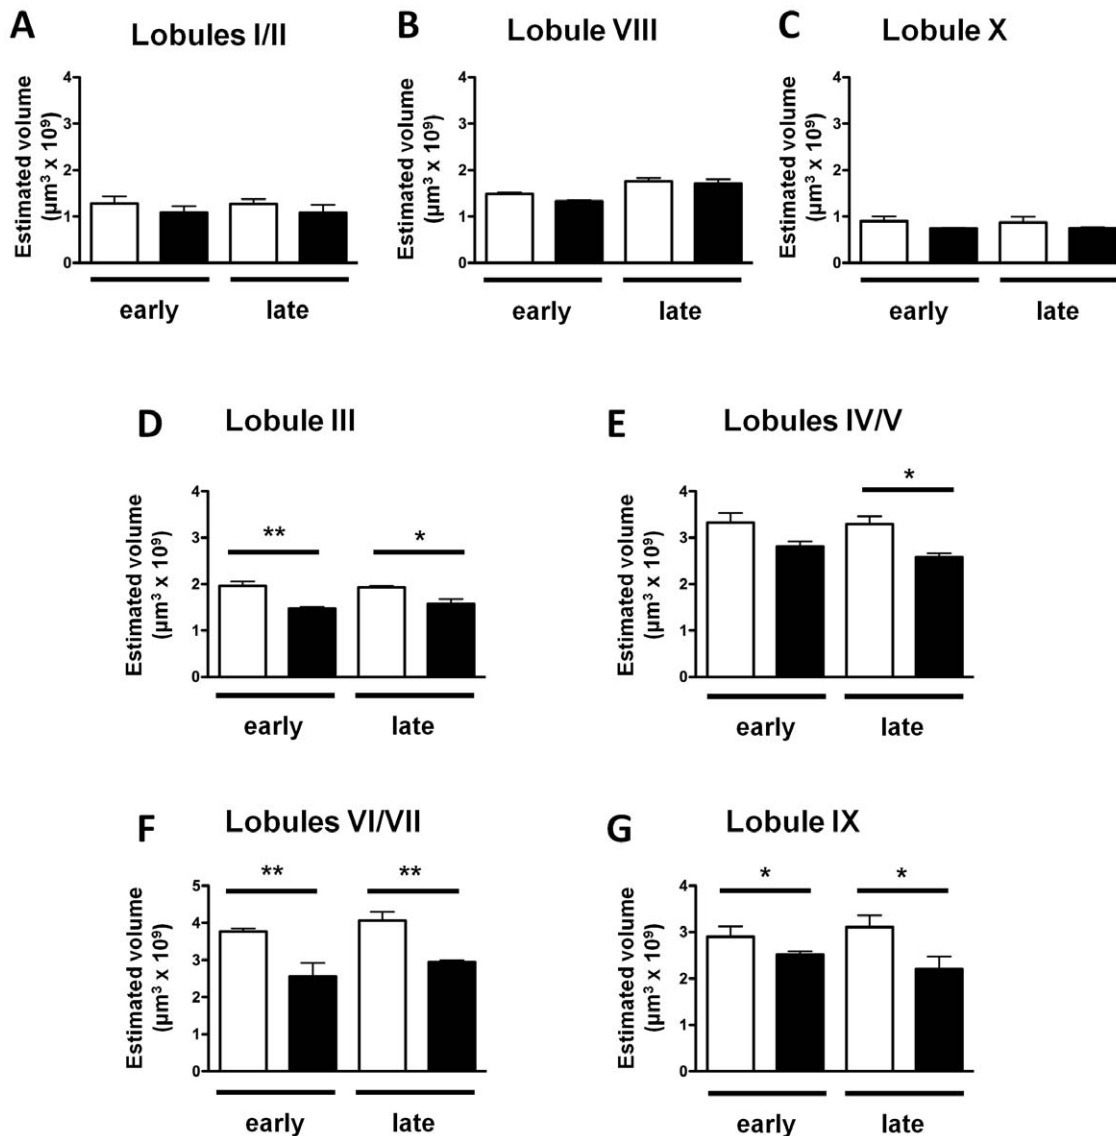 A
Lobules I/II
Estimated volume
(µm³ x 10⁹)
4
3
2
1
0
early
late
B
Lobule VIII
Estimated volume
(µm³ x 10⁹)
4
3
2
1
0
early
late
C
Lobule X
Estimated volume
(µm³ x 10⁹)
4
3
2
1
0
early
late
D
Lobule III
Estimated volume
(µm³ x 10⁹)
4
3
2
1
0
**
*
early
late
E
Lobules IV/V
Estimated volume
(µm³ x 10⁹)
4
3
2
1
0
*
early
late
F
Lobules VI/VII
Estimated volume
(µm³ x 10⁹)
5
4
3
2
1
0
**
**
early
late
G
Lobule IX
Estimated volume
(µm³ x 10⁹)
4
3
2
1
0
*
*
early
late